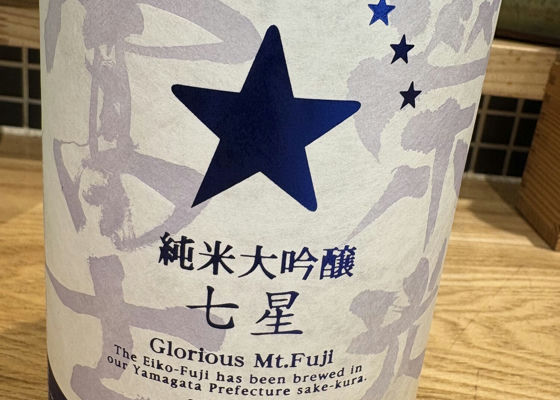 純米大吟醸
七星
Glorious Mt.Fuji
The Eiko-Fuji has been brewed in
our Yamagata Prefecture sake-kura.